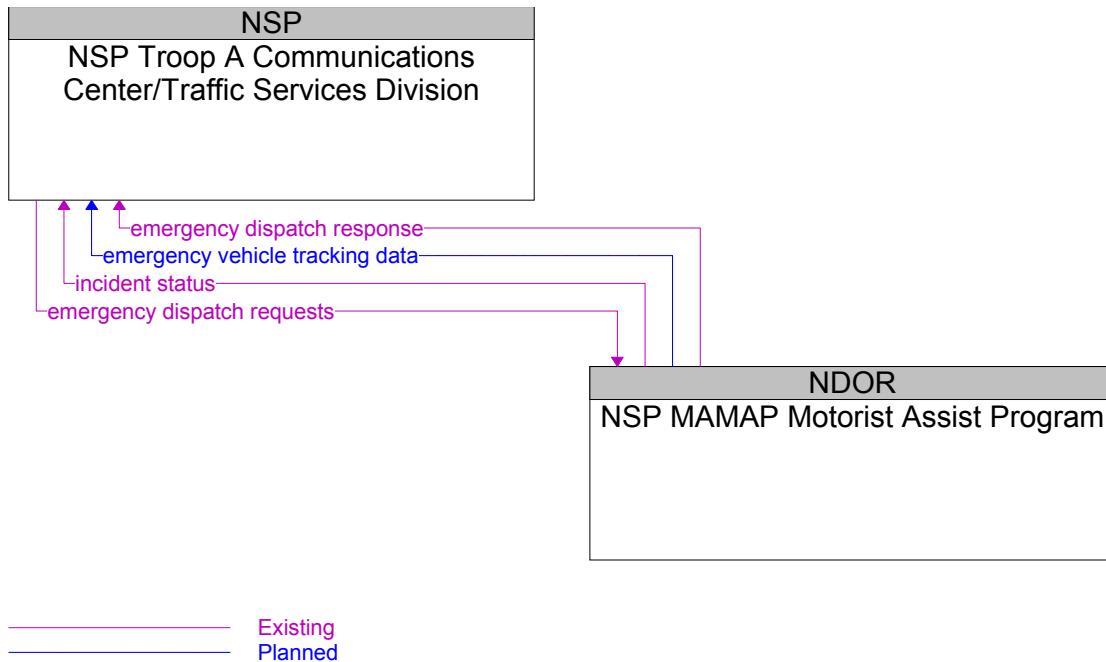 NSP
NSP Troop A Communications
Center/Traffic Services Division
emergency dispatch response
emergency vehicle tracking data
incident status
emergency dispatch requests
NDOR
NSP MAMAP Motorist Assist Program
Existing
Planned